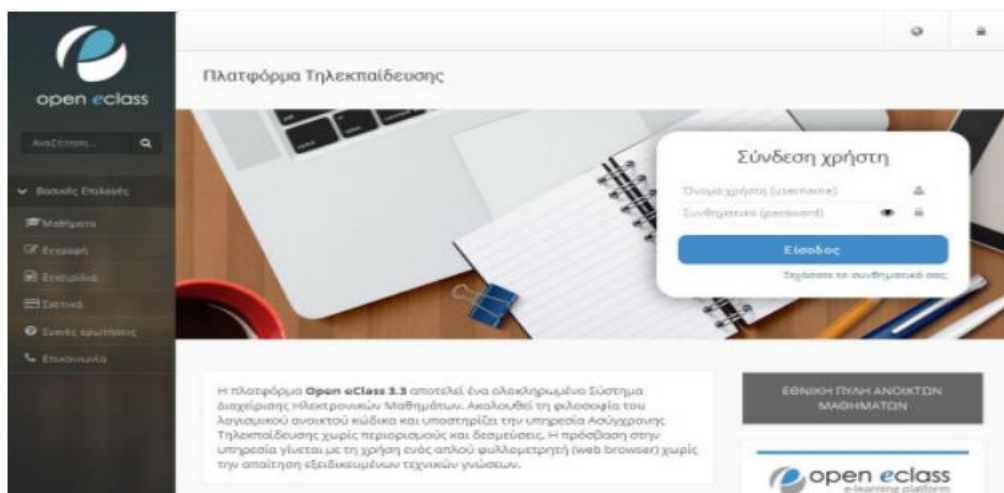 open eclass
Αναζήτηση...
Βασικές Επιλογές
Μαθήματα
Εγγραφή
Εγχειρίδια
Σχετικά
Συχνές ερωτήσεις
Επικοινωνία
Πλατφόρμα Τηλεκπαίδευσης
Σύνδεση χρήστη
Όνομα χρήστη (username)
Συνθηματικό (password)
Είσοδος
Ξεχάσατε το συνθηματικό σας;
Η πλατφόρμα Open eClass 3.3 αποτελεί ένα ολοκληρωμένο Σύστημα
Διαχείρισης Ηλεκτρονικών Μαθημάτων. Ακολουθεί τη φιλοσοφία του
λογισμικού ανοικτού κώδικα και υποστηρίζει την υπηρεσία Ασύγχρονης
Τηλεκπαίδευσης χωρίς περιορισμούς και δεσμεύσεις. Η πρόσβαση στην
υπηρεσία γίνεται με τη χρήση ενός απλού φυλλομετρητή (web browser) χωρίς
την απαίτηση εξειδικευμένων τεχνικών γνώσεων.
ΕΘΝΙΚΗ ΠΥΛΗ ΑΝΟΙΚΤΩΝ
ΜΑΘΗΜΑΤΩΝ
open eclass
e-learning platform